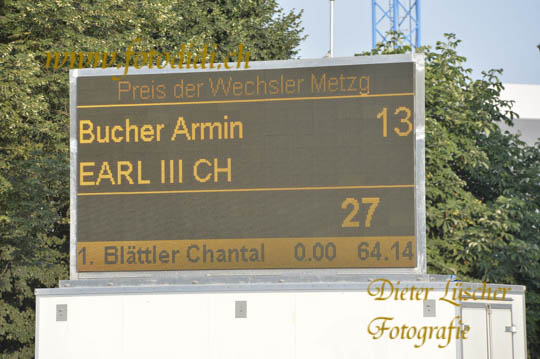 www.fotodidi.ch
Preis der Wechsler Metzg
Bucher Armin 13
EARL III CH
27
1. Blättler Chantal 0.00 64.14
Dieter Lüscher
Fotografie